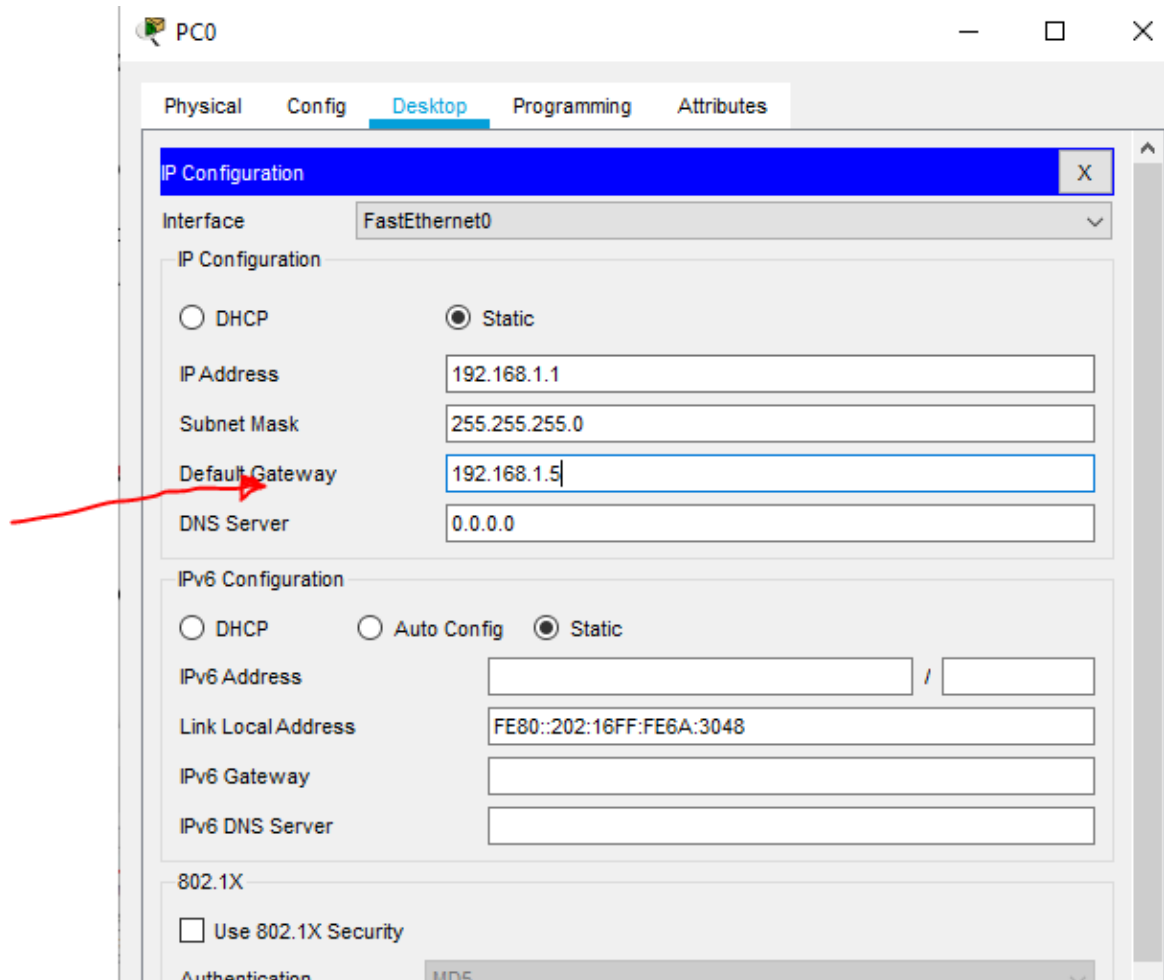 PC0
Physical Config Desktop Programming Attributes
IP Configuration X
Interface FastEthernet0
IP Configuration
DHCP Static
IP Address 192.168.1.1
Subnet Mask 255.255.255.0
Default Gateway 192.168.1.5
DNS Server 0.0.0.0
IPv6 Configuration
DHCP Auto Config Static
IPv6 Address /
Link Local Address FE80::202:16FF:FE6A:3048
IPv6 Gateway
IPv6 DNS Server
802.1X
Use 802.1X Security
Authentication MD5